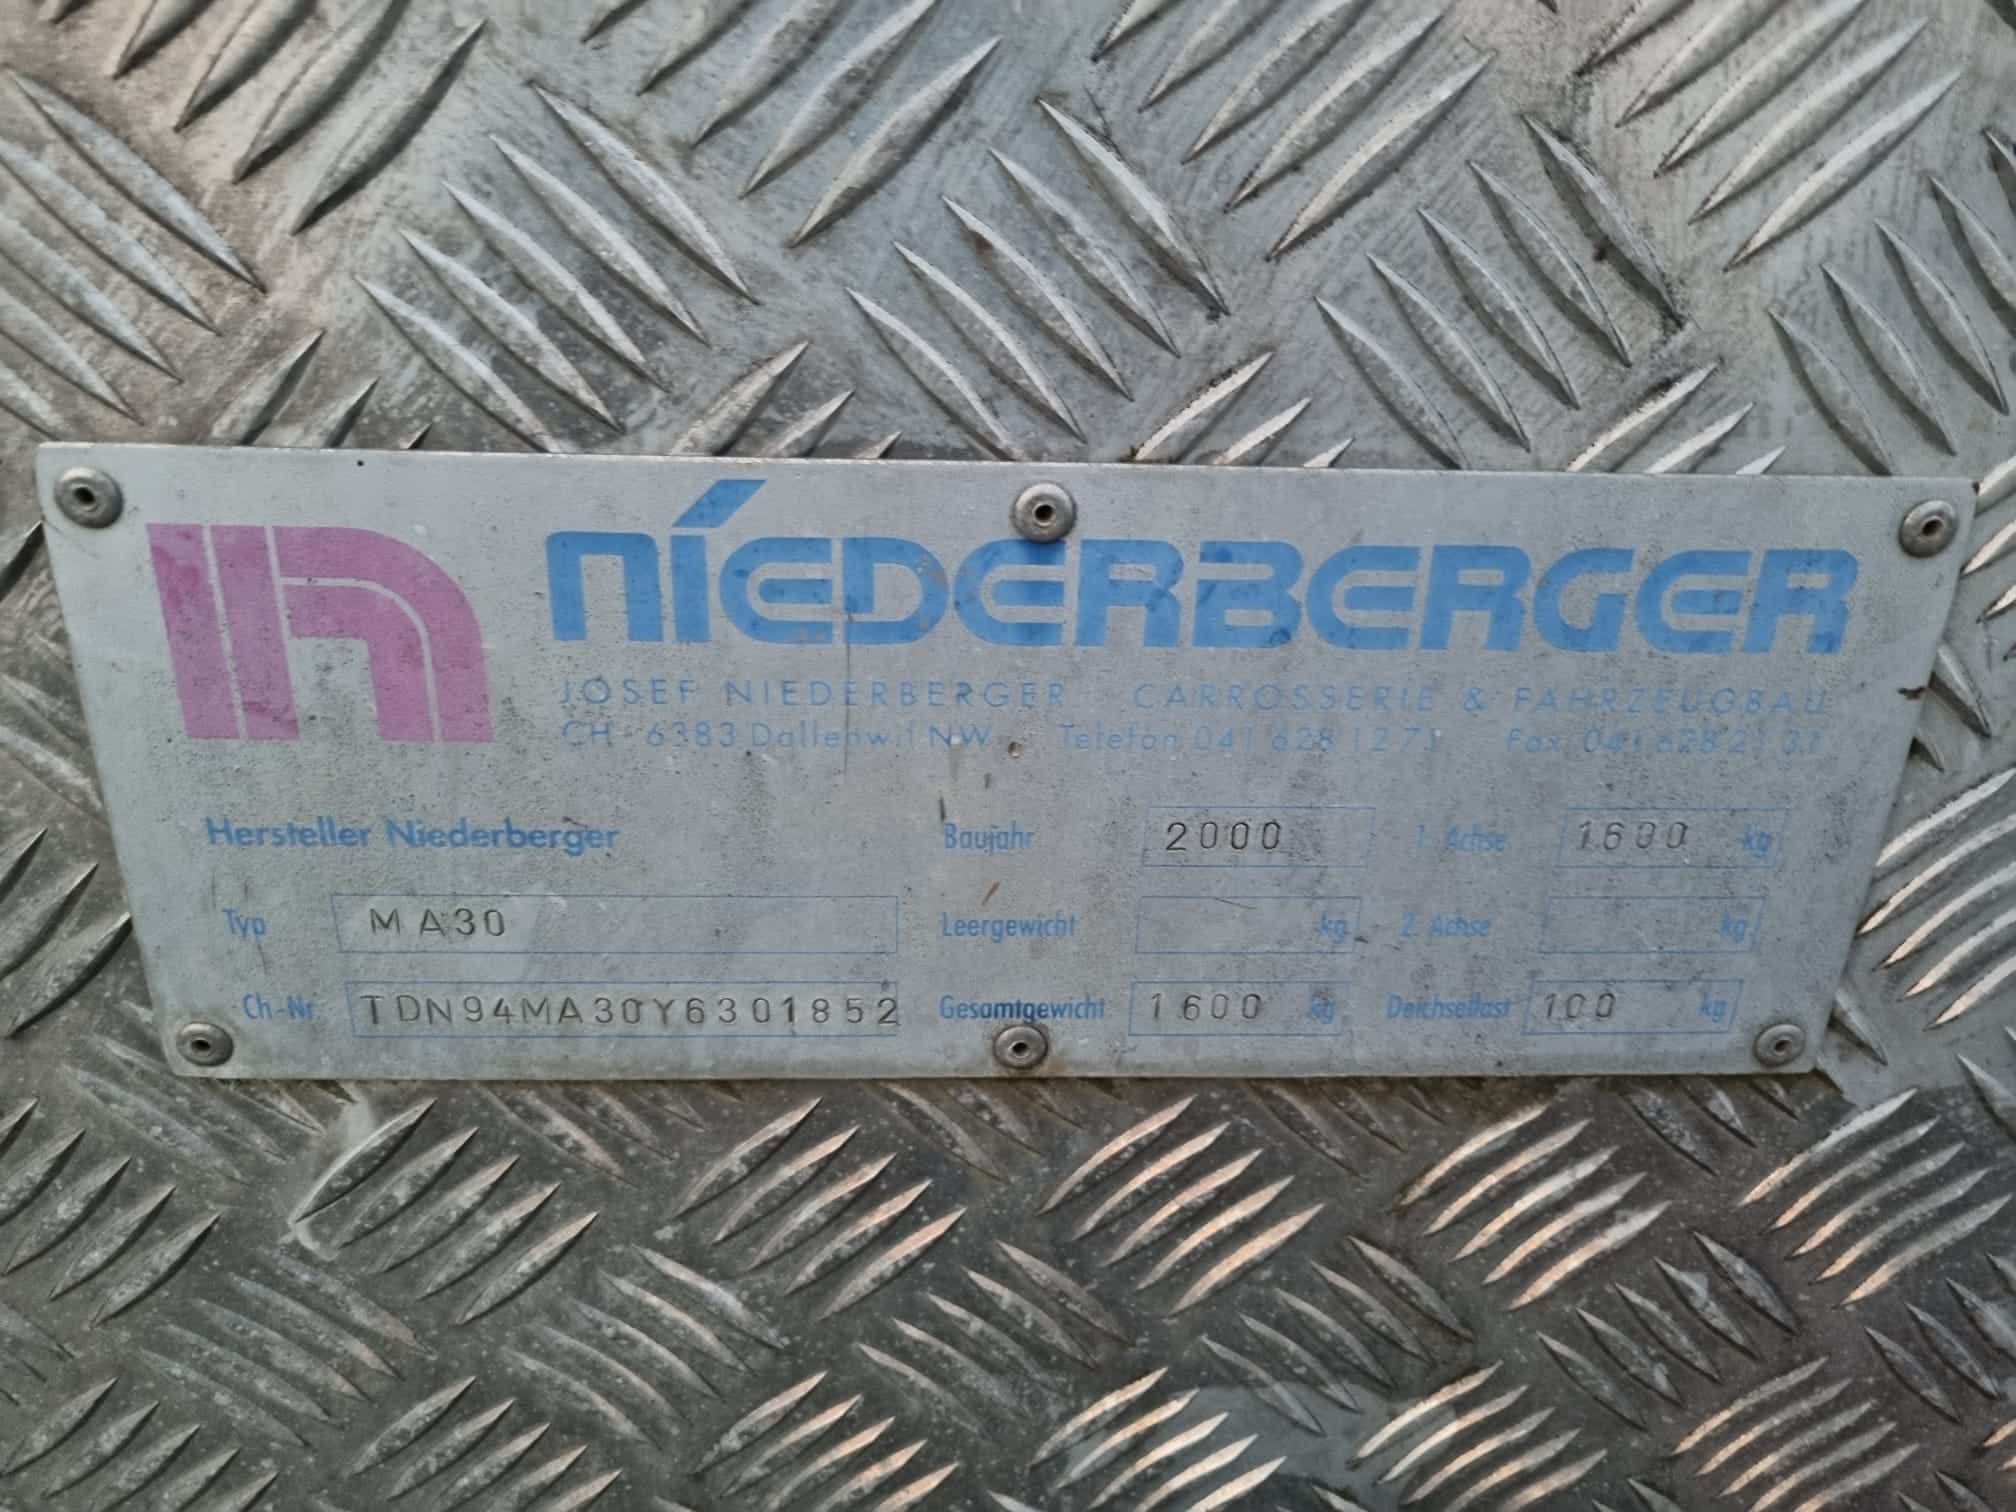 NIEDERBERGER
JOSEF NIEDERBERGER CARROSSERIE & FAHRZEUGBAU
CH - 6383 Dallenwil NW Telefon 041 628 12 71 Fax 041 628 21 31
Hersteller Niederberger Baujahr 2000 1. Achse 1600 kg
Typ MA30 Leergewicht kg 2. Achse kg
Ch-Nr TDN94MA30Y6301852 Gesamtgewicht 1600 kg Deichsellast 100 kg